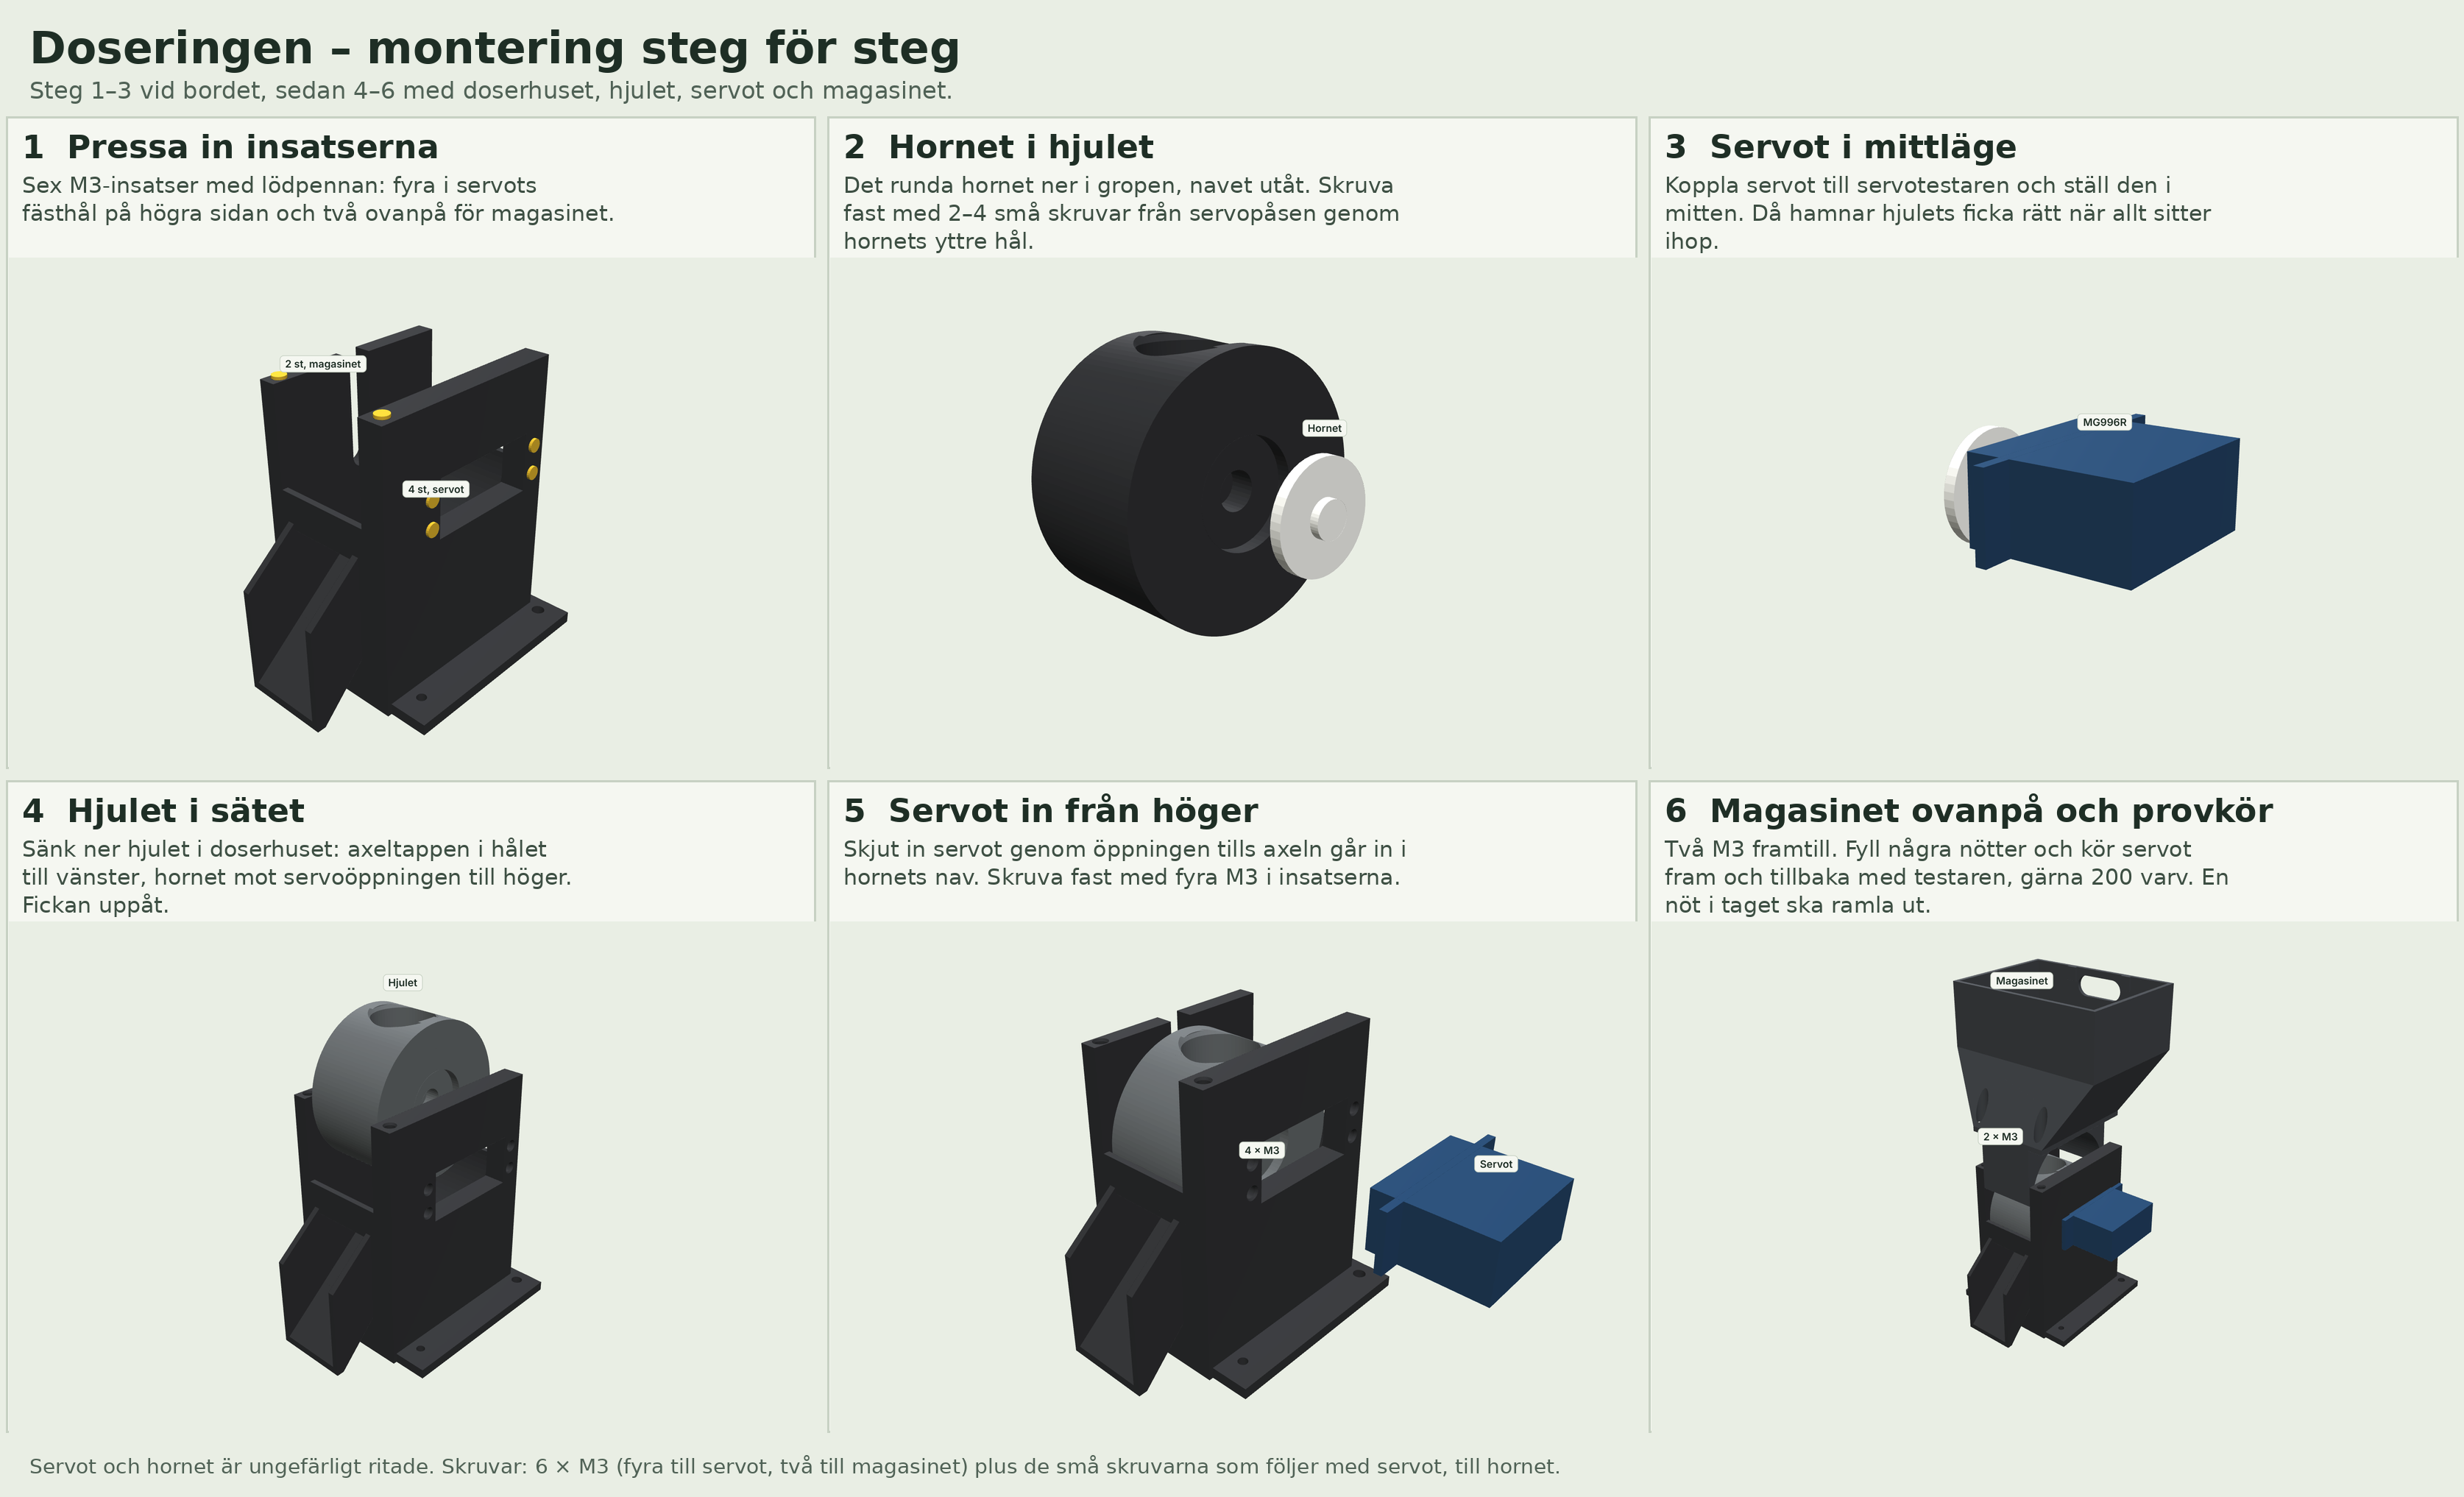 Doseringen – montering steg för steg
Steg 1–3 vid bordet, sedan 4–6 med doserhuset, hjulet, servot och magasinet.
1 Pressa in insatserna
Sex M3-insatser med lödpennan: fyra i servots
fästhål på högra sidan och två ovanpå för magasinet.
2 st, magasinet
4 st, servot
2 Hornet i hjulet
Det runda hornet ner i gropen, navet utåt. Skruva
fast med 2–4 små skruvar från servopåsen genom
hornets yttre hål.
Hornet
3 Servot i mittläge
Koppla servot till servotestaren och ställ den i
mitten. Då hamnar hjulets ficka rätt när allt sitter
ihop.
MG996R
4 Hjulet i sätet
Sänk ner hjulet i doserhuset: axeltappen i hålet
till vänster, hornet mot servoöppningen till höger.
Fickan uppåt.
Hjulet
5 Servot in från höger
Skjut in servot genom öppningen tills axeln går in i
hornets nav. Skruva fast med fyra M3 i insatserna.
4 × M3
Servot
6 Magasinet ovanpå och provkör
Två M3 framtill. Fyll några nötter och kör servot
fram och tillbaka med testaren, gärna 200 varv. En
nöt i taget ska ramla ut.
Magasinet
2 × M3
Servot och hornet är ungefärligt ritade. Skruvar: 6 × M3 (fyra till servot, två till magasinet) plus de små skruvarna som följer med servot, till hornet.